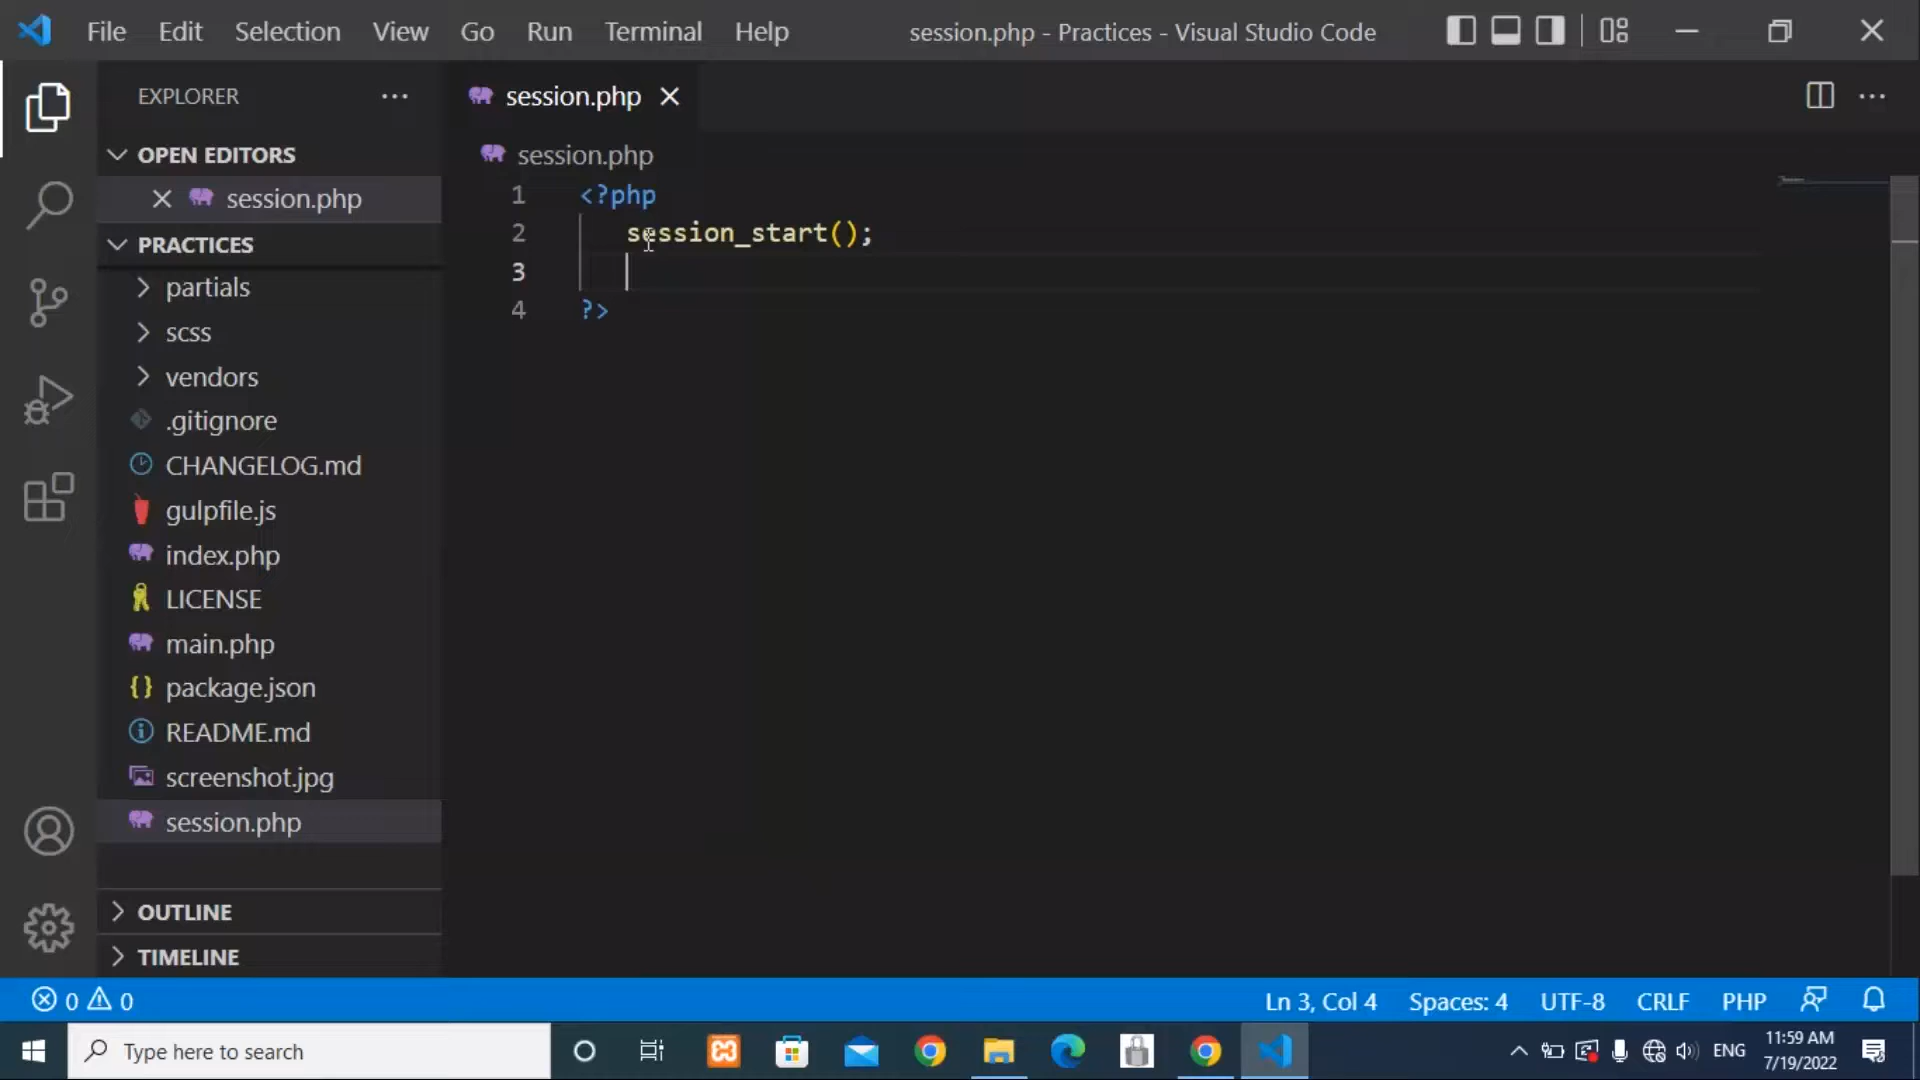 File Edit Selection View Go Run Terminal Help session.php - Practices - Visual Studio Code
EXPLORER
OPEN EDITORS
session.php
PRACTICES
partials
scss
vendors
.gitignore
CHANGELOG.md
gulpfile.js
index.php
LICENSE
main.php
package.json
README.md
screenshot.jpg
session.php
OUTLINE
TIMELINE
session.php
session.php
1 <?php
2 session_start();
3
4 ?>
0 0 Ln 3, Col 4 Spaces: 4 UTF-8 CRLF PHP
Type here to search
ENG
11:59 AM
7/19/2022